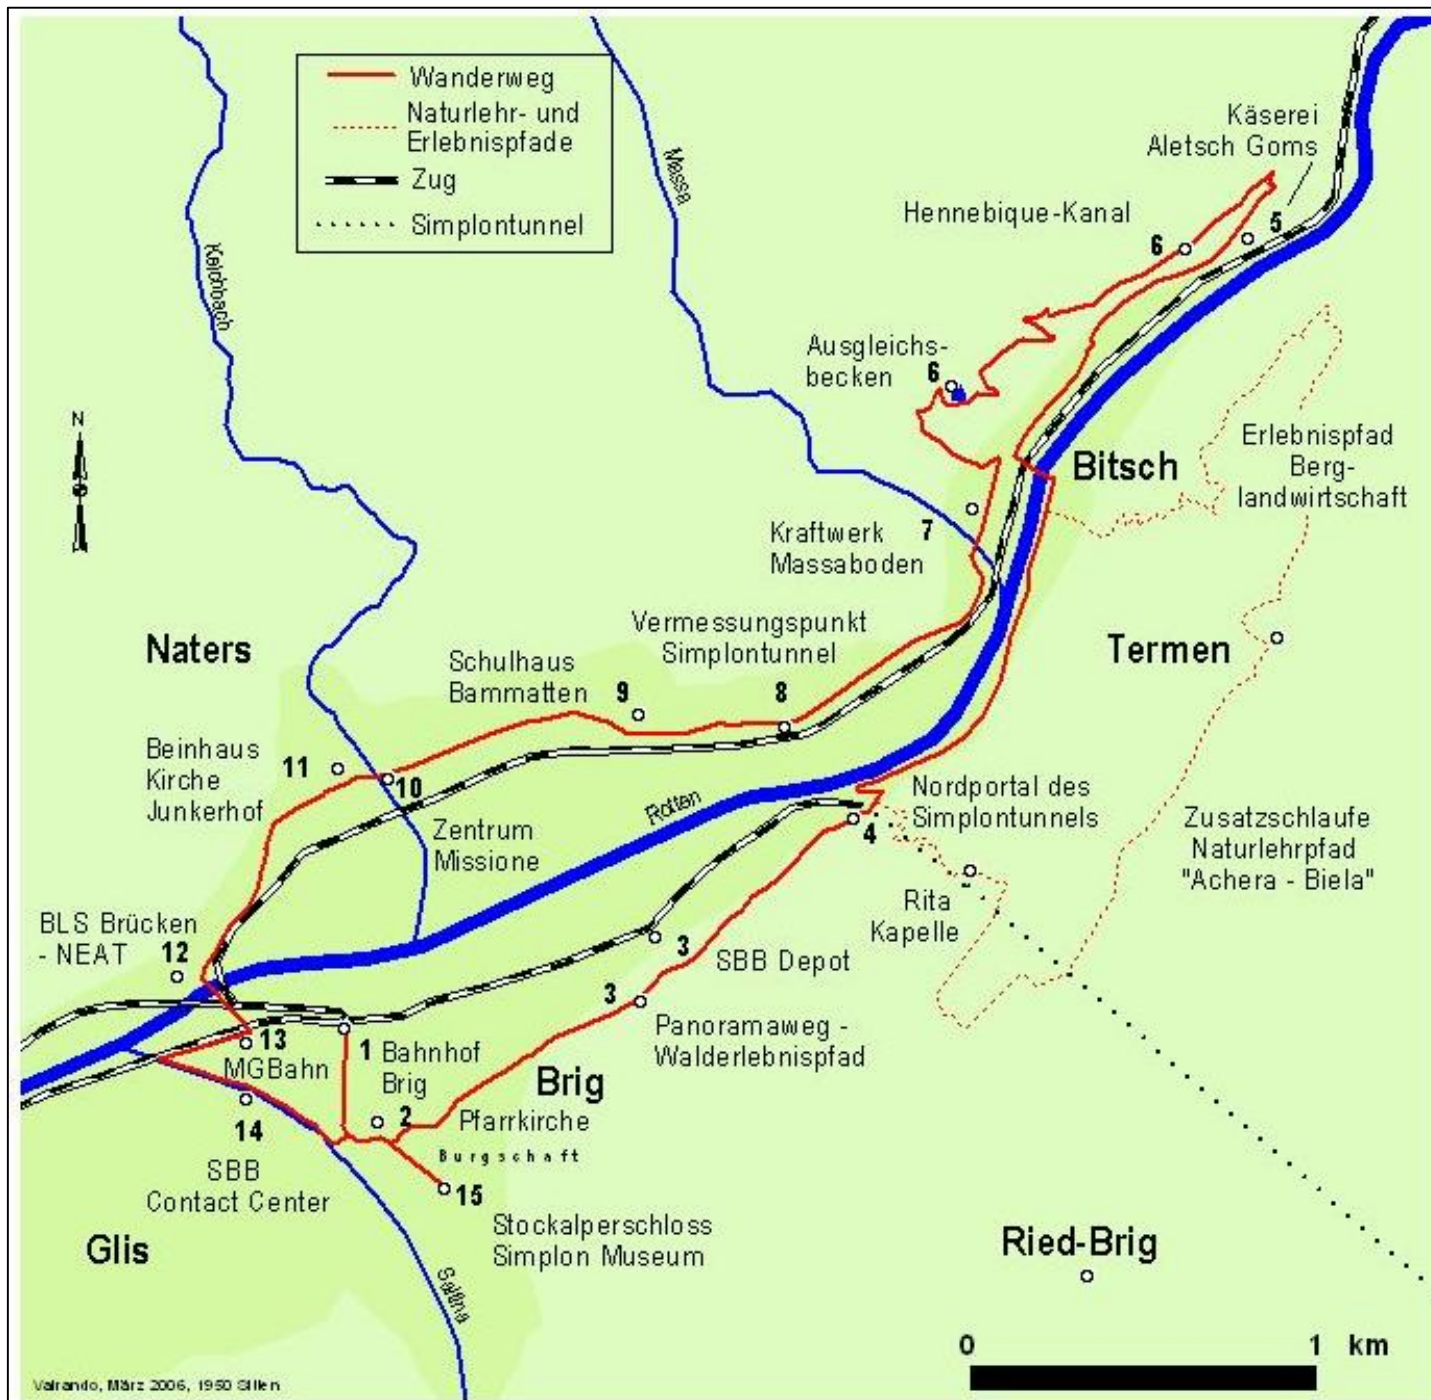 Wanderweg
Naturlehr- und
Erlebnispfade
Zug
Simplontunnel
Kelchbach
Massa
Käserei
Aletsch Goms
Hennebique-Kanal
5
6
Ausgleichs-
becken
6
N
Bitsch
Erlebnispfad
Berg-
landwirtschaft
7
Kraftwerk
Massaboden
Naters
Vermessungspunkt
Simplontunnel
Termen
Schulhaus
Bammatten
9
8
Beinhaus
Kirche
Junkerhof
11
10
Rotten
Nordportal des
Simplontunnels
4
Zentrum
Missione
Zusatzschlaufe
Naturlehrpfad
"Achera - Biela"
Rita
Kapelle
BLS Brücken
- NEAT
12
3
SBB Depot
3
13
MGBahn
1
Bahnhof
Brig
Panoramaweg -
Walderlebnispfad
Brig
2
Pfarrkirche
Burgschaft
14
SBB
Contact Center
15
Stockalperschloss
Simplon Museum
Glis
Saltina
Ried-Brig
0 1 km
Valrando, März 2006, 1950 Sitten